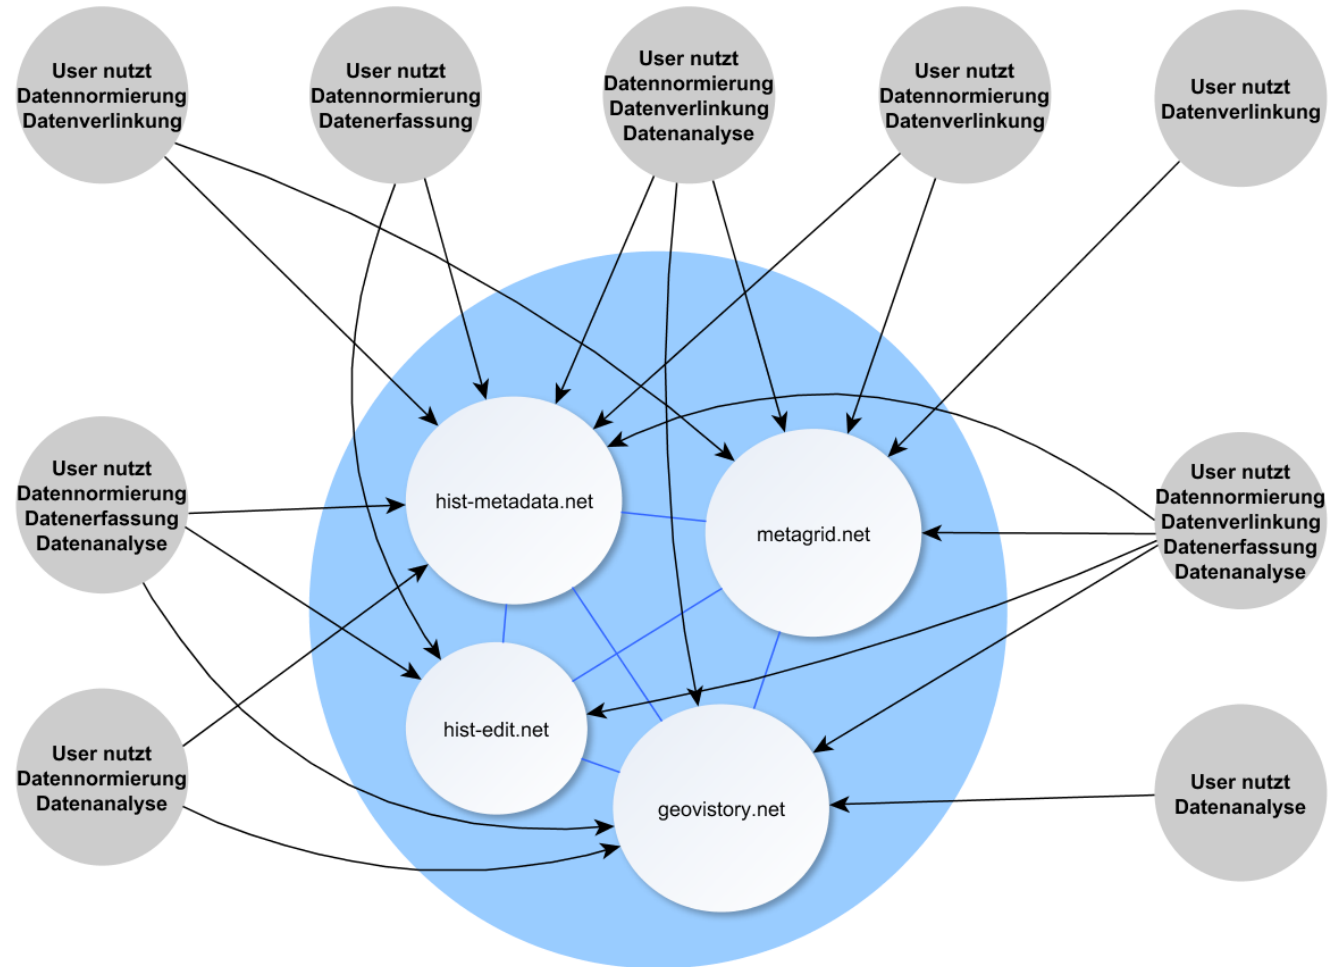 User nutzt
Datennormierung
Datenverlinkung
User nutzt
Datennormierung
Datenerfassung
User nutzt
Datennormierung
Datenverlinkung
Datenanalyse
User nutzt
Datennormierung
Datenverlinkung
User nutzt
Datenverlinkung
User nutzt
Datennormierung
Datenerfassung
Datenanalyse
hist-metadata.net
metagrid.net
User nutzt
Datennormierung
Datenverlinkung
Datenerfassung
Datenanalyse
User nutzt
Datennormierung
Datenanalyse
hist-edit.net
geovistory.net
User nutzt
Datenanalyse